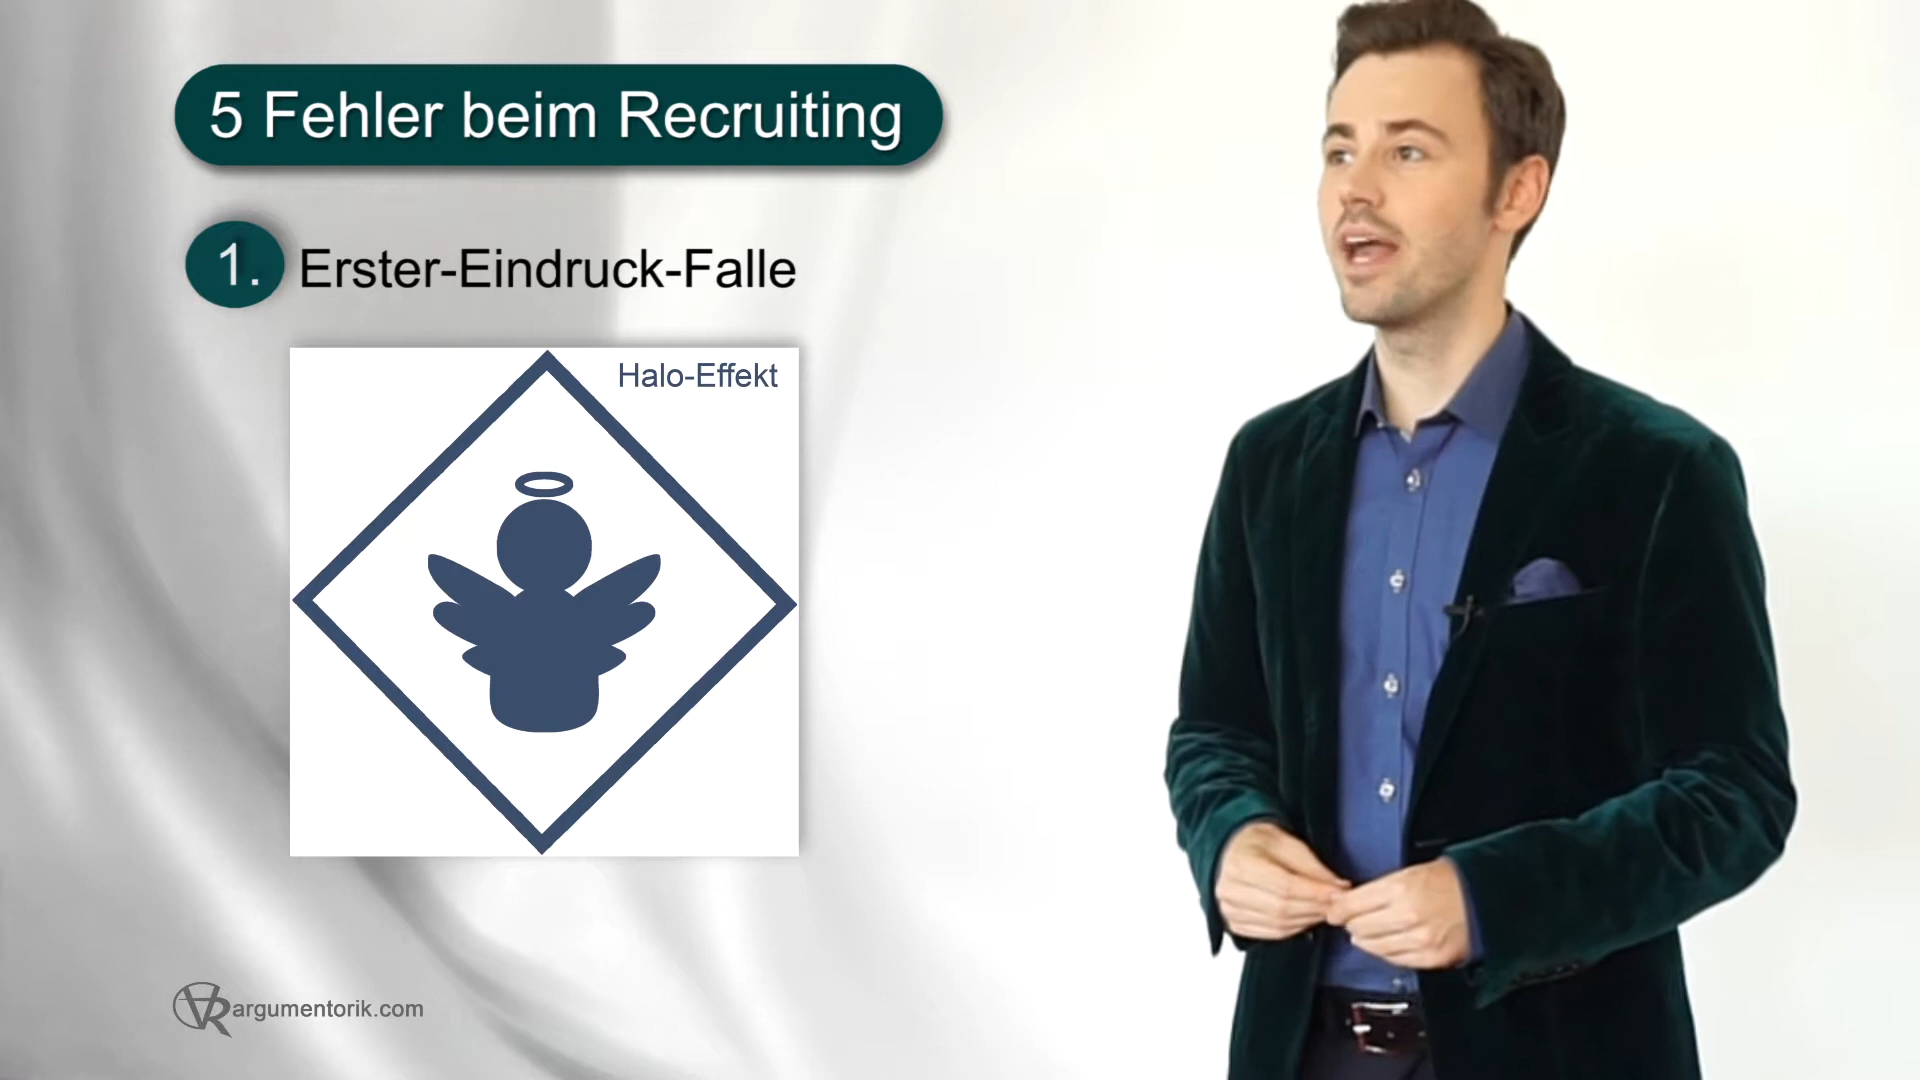 5 Fehler beim Recruiting
1. Erster-Eindruck-Falle
Halo-Effekt
argumentorik.com